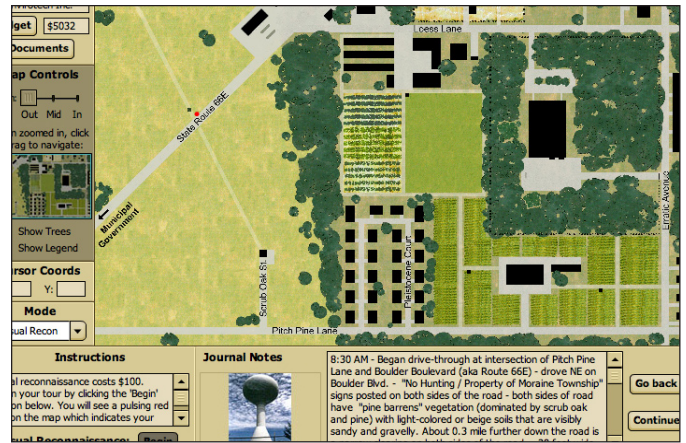 $5032
Documents
Map Controls
Out Mid In
zoomed in, click
to navigate:
Show Trees
Show Legend
Cursor Coords
Y:
Mode
Visual Recon
Loess Lane
State Route 66E
Municipal
Government
Scrub Oak St.
Pleistocene Court
Erratic Avenue
Pitch Pine Lane
Instructions
al reconnaissance costs $100.
your tour by clicking the 'Begin'
on below. You will see a pulsing red
on the map which indicates your
Reconnaissance: Begin
Journal Notes
8:30 AM - Began drive-through at intersection of Pitch Pine
Lane and Boulder Boulevard (aka Route 66E) - drove NE on
Boulder Blvd. - "No Hunting / Property of Moraine Township"
signs posted on both sides of the road - both sides of road
have "pine barrens" vegetation (dominated by scrub oak
and pine) with light-colored or beige soils that are visibly
sandy and gravelly. About 0.3 mile further down the road is
Go back
Continue